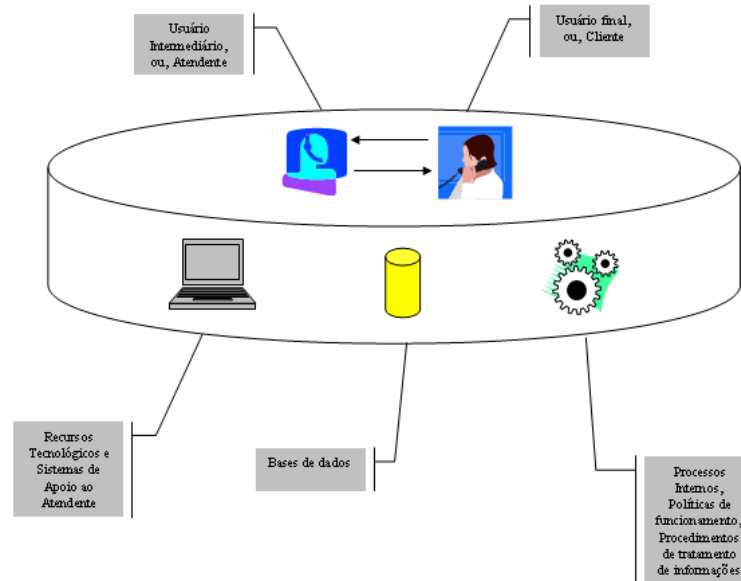 Usuário
Intermediário,
ou, Atendente
Usuário final,
ou, Cliente
Recursos
Tecnológicos e
Sistemas de
Apoio ao
Atendente
Bases de dados
Processos
Internos,
Políticas de
funcionamento,
Procedimentos
de tratamento
de informações